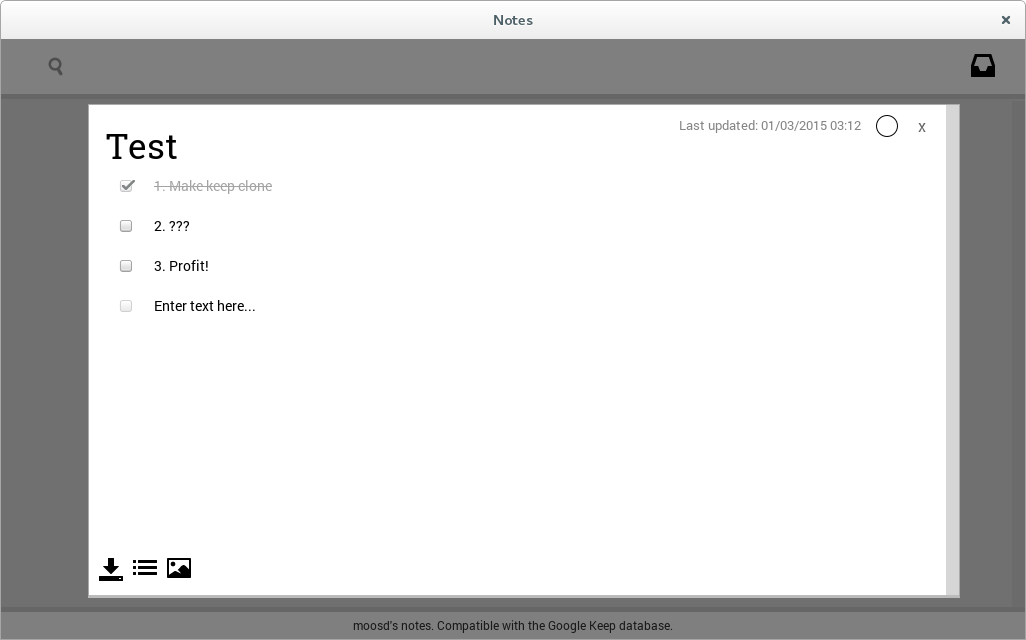 Notes
Last updated: 01/03/2015 03:12
x
Test
1. Make keep clone
2. ???
3. Profit!
Enter text here...
moosd's notes. Compatible with the Google Keep database.